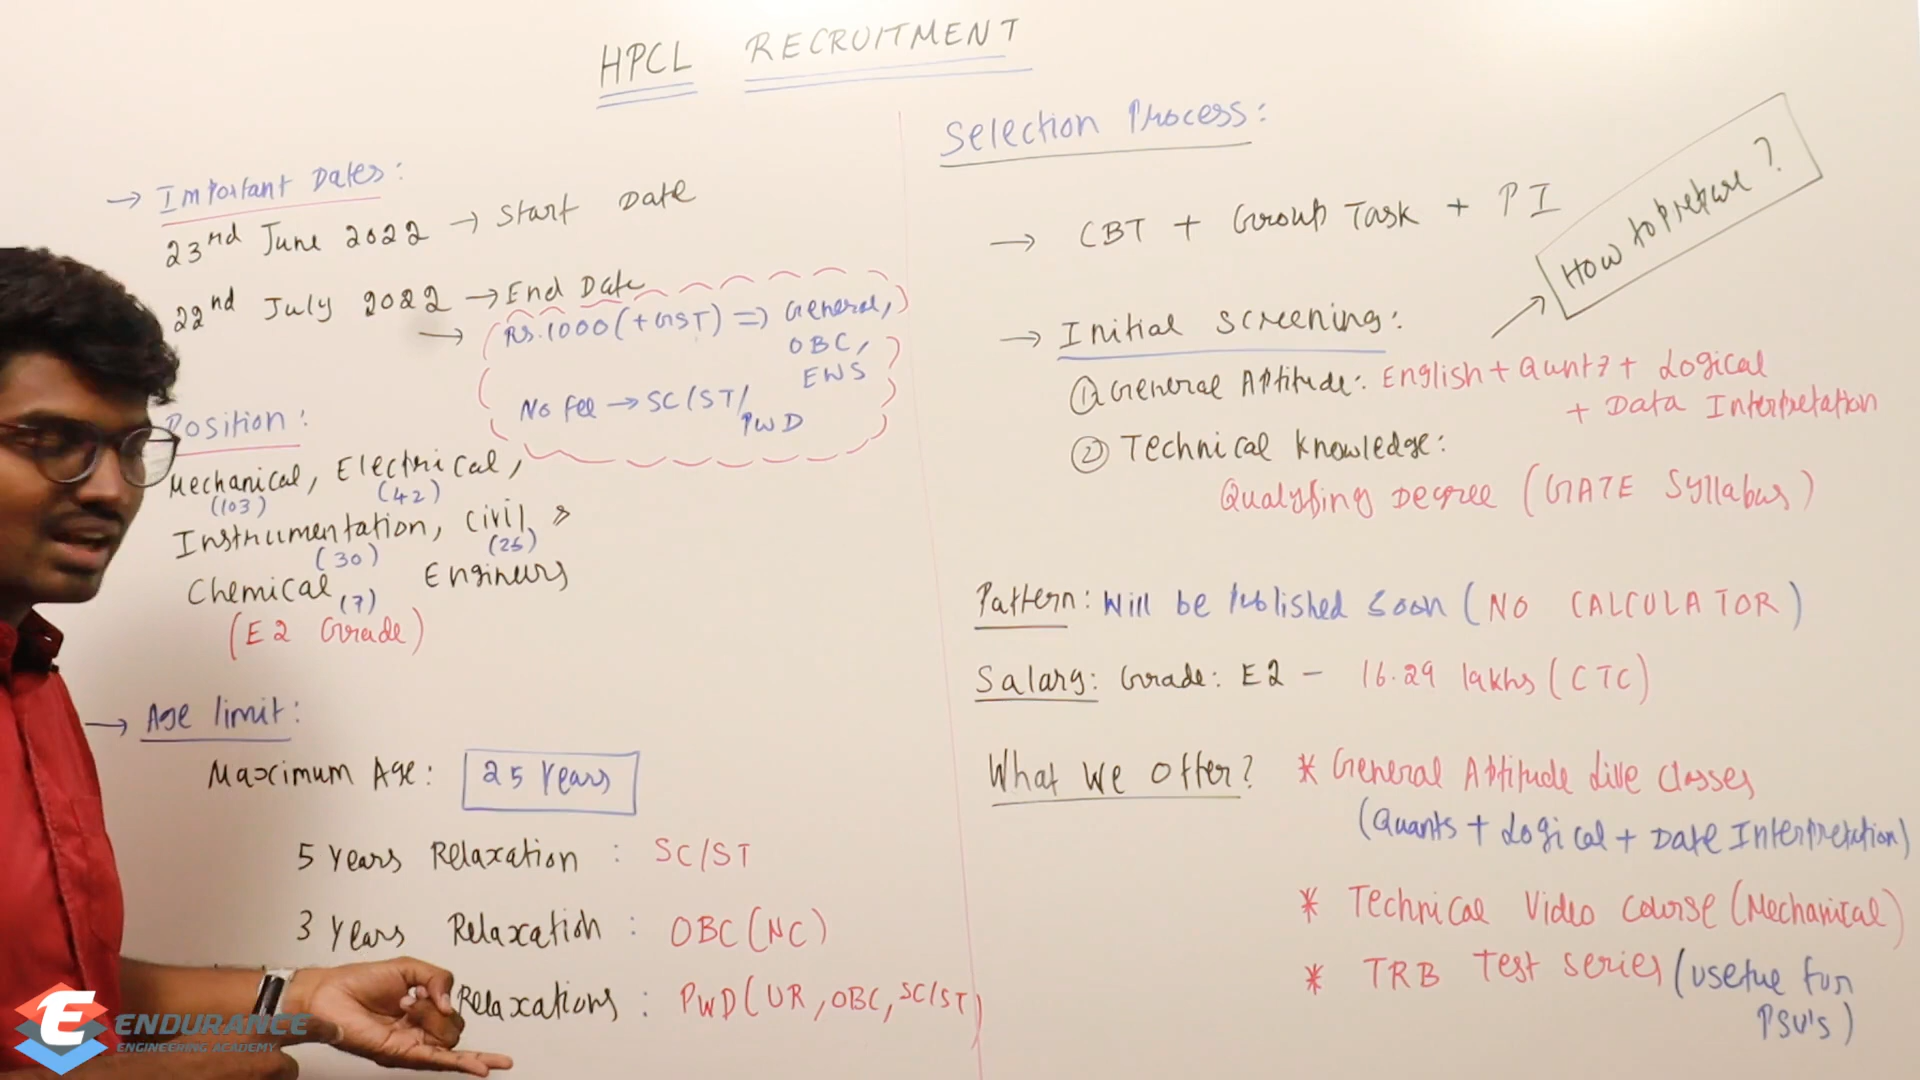 HPCL RECRUITMENT
→ Important Dates:
23nd June 2022 → Start Date
22nd July 2022 → End Date
→ Rs.1000 (+GST) => General,
OBC,
EWS
No fee → SC/ST/
PWD
Position:
Mechanical, Electrical,
(103) (42)
Instrumentation, Civil, &
(30) (25)
Chemical, Engineers
(7)
(E2 Grade)
→ Age limit:
Maximum Age: 25 Years
5 Years Relaxation : SC/ST
3 Years Relaxation : OBC (NC)
Relaxations : PWD (UR, OBC, SC/ST)
Selection Process:
→ CBT + Group Task + PI
How to prepare?
→ Initial Screening:
① General Aptitude: English + Quants + Logical
+ Data Interpretation
② Technical Knowledge:
Qualyfing Degree (GATE Syllabus)
Pattern: Will be Published Soon (NO CALCULATOR)
Salary: Grade: E2 - 16.29 lakhs (CTC)
What We Offer? * General Aptitude Live Classes
(Quants + Logical + Data Interpretation)
* Technical Video Course (Mechanical)
* TRB Test Series (Useful for
PSU's)
E ENDURANCE
ENGINEERING ACADEMY